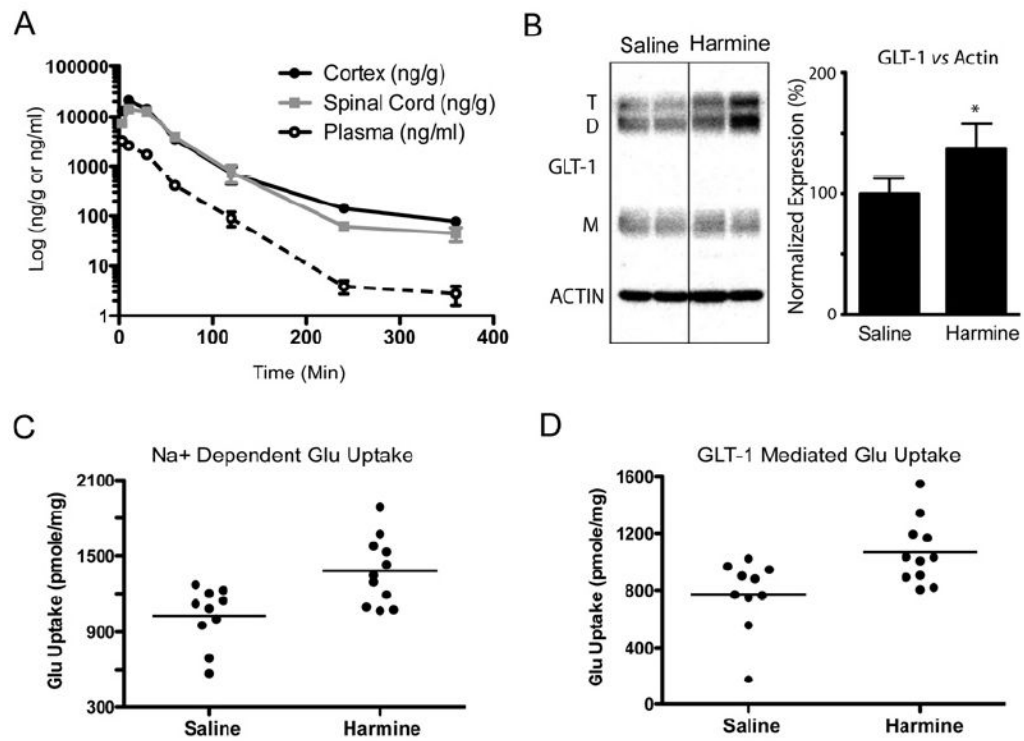 A
Log (ng/g or ng/ml)
100000
10000
1000
100
10
1
0
100
200
300
400
Time (Min)
Cortex (ng/g)
Spinal Cord (ng/g)
Plasma (ng/ml)
B
Saline Harmine
T
D
GLT-1
M
ACTIN
GLT-1 vs Actin
Normalized Expression (%)
200
100
0
*
Saline
Harmine
C
Na+ Dependent Glu Uptake
Glu Uptake (pmole/mg)
2100
1500
900
300
Saline
Harmine
D
GLT-1 Mediated Glu Uptake
Glu Uptake (pmole/mg)
1600
1200
800
400
0
Saline
Harmine